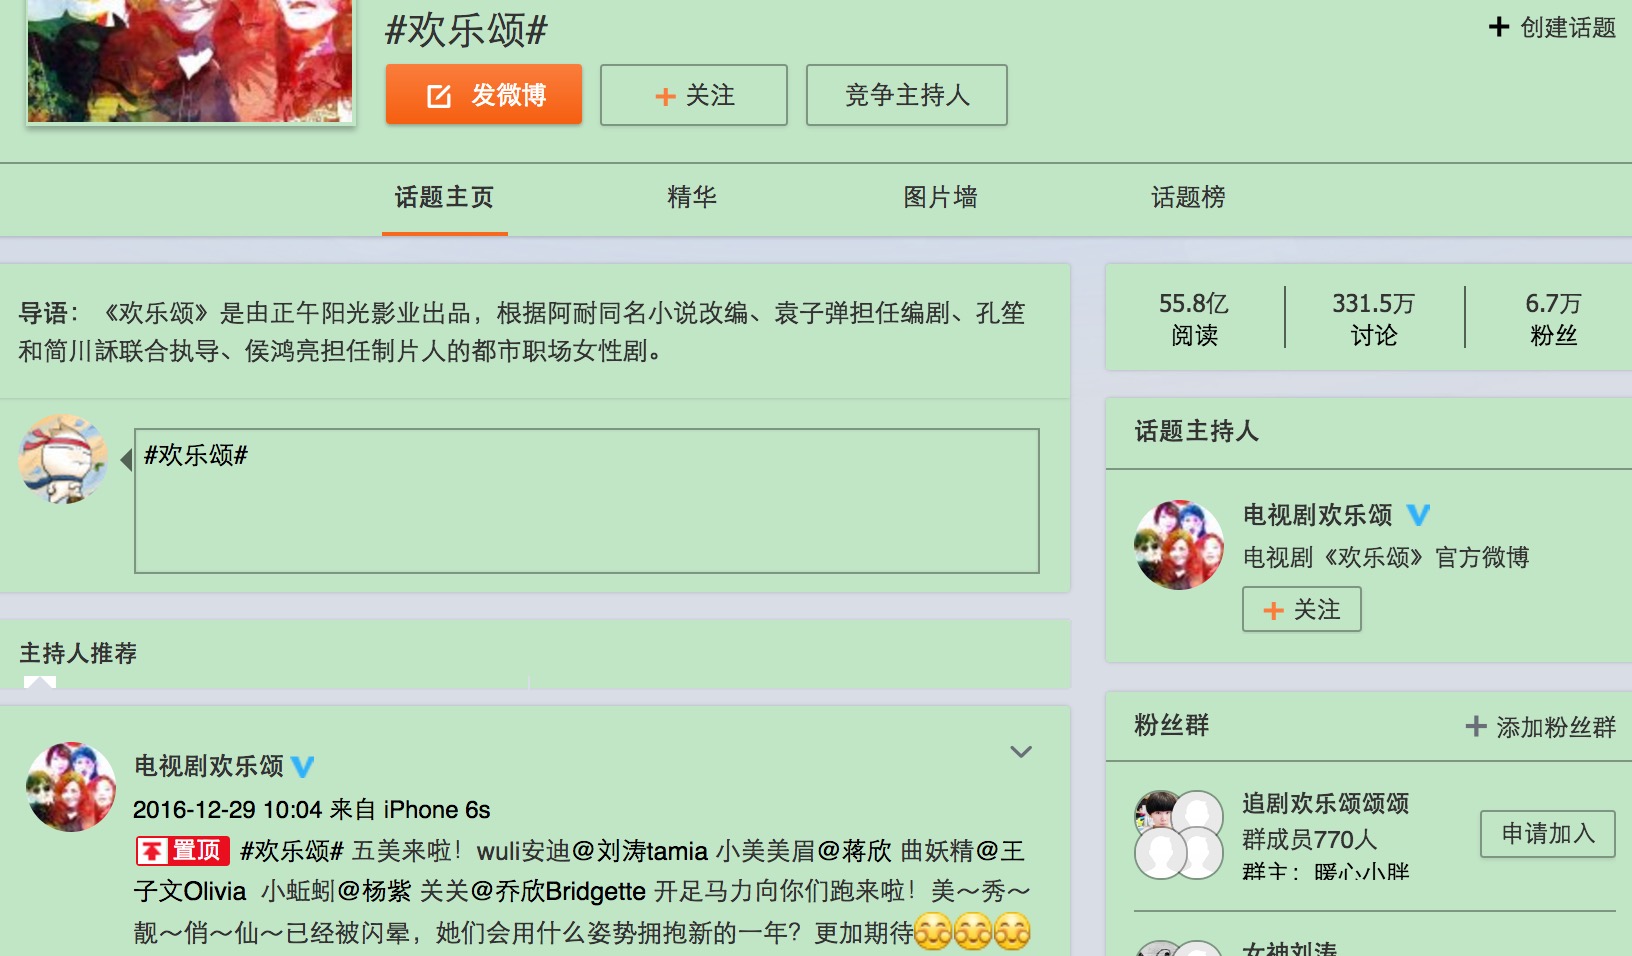 #欢乐颂#
创建话题
发微博
关注
竞争主持人
话题主页
精华
图片墙
话题榜
导语：《欢乐颂》是由正午阳光影业出品，根据阿耐同名小说改编、袁子弹担任编剧、孔笙
和简川訸联合执导、侯鸿亮担任制片人的都市职场女性剧。
#欢乐颂#
主持人推荐
电视剧欢乐颂
2016-12-29 10:04 来自 iPhone 6s
置顶 #欢乐颂# 五美来啦！wuli安迪@刘涛tamia 小美美眉@蒋欣 曲妖精@王
子文Olivia 小蚯蚓@杨紫 关关@乔欣Bridgette 开足马力向你们跑来啦！美～秀～
靓～俏～仙～已经被闪晕，她们会用什么姿势拥抱新的一年？更加期待😊😊😊
55.8亿
阅读
331.5万
讨论
6.7万
粉丝
话题主持人
电视剧欢乐颂
电视剧《欢乐颂》官方微博
关注
粉丝群
添加粉丝群
追剧欢乐颂颂颂
群成员770人
群主：暖心小胖
申请加入
女神刘涛